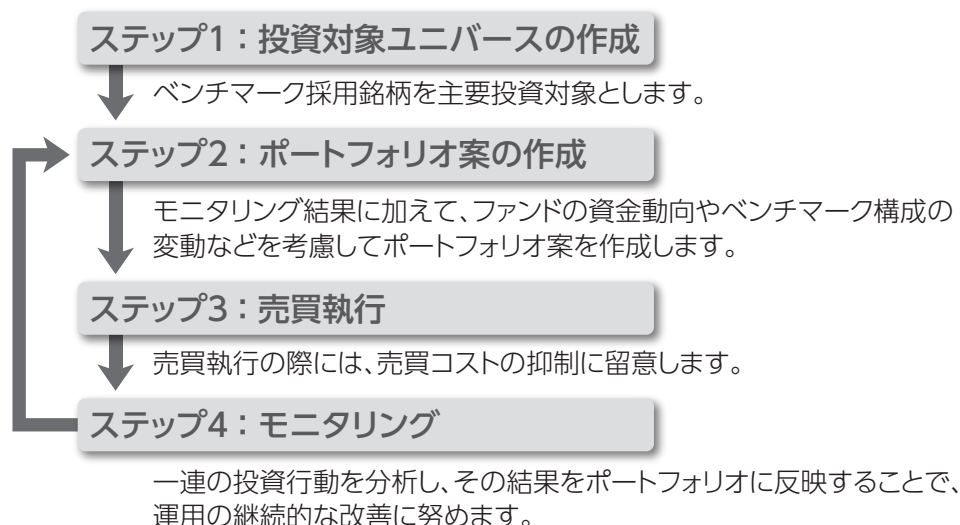 ステップ1：投資対象ユニバースの作成
ベンチマーク採用銘柄を主要投資対象とします。
ステップ2：ポートフォリオ案の作成
モニタリング結果に加えて、ファンドの資金動向やベンチマーク構成の
変動などを考慮してポートフォリオ案を作成します。
ステップ3：売買執行
売買執行の際には、売買コストの抑制に留意します。
ステップ4：モニタリング
一連の投資行動を分析し、その結果をポートフォリオに反映することで、
運用の継続的な改善に努めます。